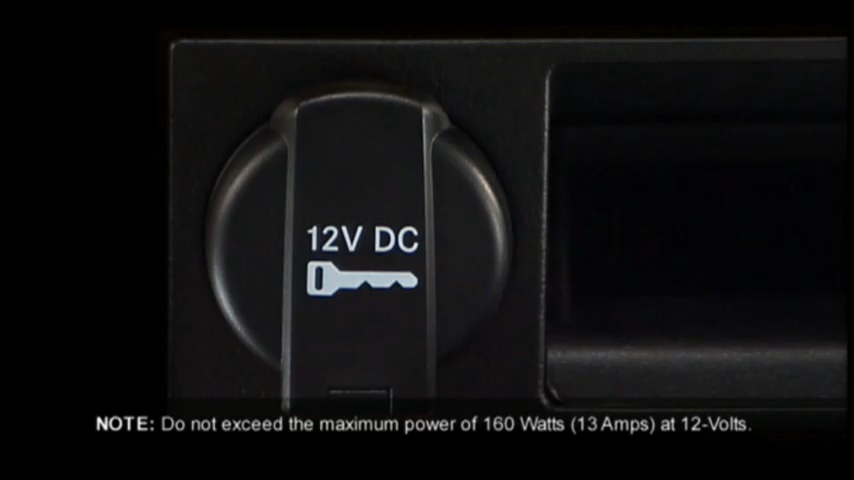 12V DC
NOTE: Do not exceed the maximum power of 160 Watts (13 Amps) at 12-Volts.